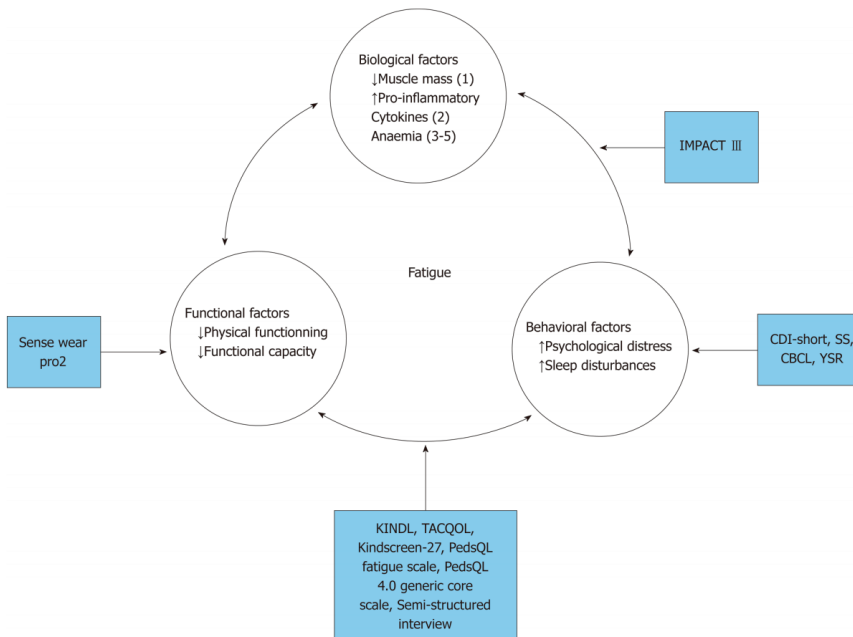 Biological factors
↓Muscle mass (1)
↑Pro-inflammatory
Cytokines (2)
Anaemia (3-5)
IMPACT Ⅲ
Fatigue
Functional factors
↓Physical functionning
↓Functional capacity
Behavioral factors
↑Psychological distress
↑Sleep disturbances
Sense wear
pro2
CDI-short, SS,
CBCL, YSR
KINDL, TACQOL,
Kindscreen-27, PedsQL
fatigue scale, PedsQL
4.0 generic core
scale, Semi-structured
interview